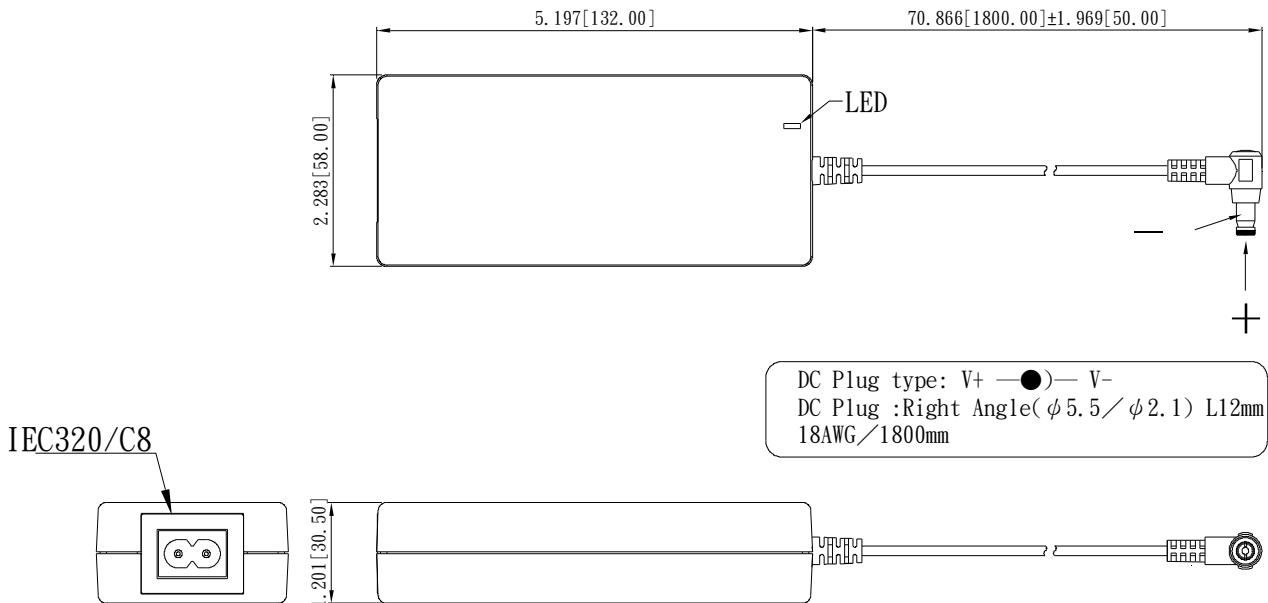 5.197[132.00]
70.866[1800.00]±1.969[50.00]
LED
2.283[58.00]
—
+
DC Plug type: V+ —●)— V-
DC Plug :Right Angle(φ5.5／φ2.1) L12mm
18AWG／1800mm
IEC320/C8
.201[30.50]